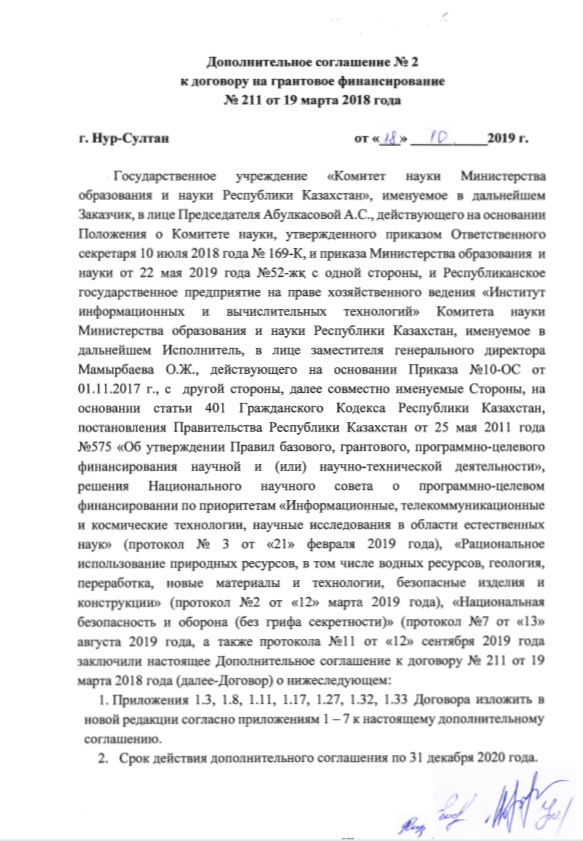 Дополнительное соглашение № 2
к договору на грантовое финансирование
№ 211 от 19 марта 2018 года
г. Нур-Султан от «18» 10 2019 г.
Государственное учреждение «Комитет науки Министерства
образования и науки Республики Казахстан», именуемое в дальнейшем
Заказчик, в лице Председателя Абулкасовой А.С., действующего на основании
Положения о Комитете науки, утвержденного приказом Ответственного
секретаря 10 июля 2018 года № 169-К, и приказа Министерства образования и
науки от 22 мая 2019 года №52-жқ с одной стороны, и Республиканское
государственное предприятие на праве хозяйственного ведения «Институт
информационных и вычислительных технологий» Комитета науки
Министерства образования и науки Республики Казахстан, именуемое в
дальнейшем Исполнитель, в лице заместителя генерального директора
Мамырбаева О.Ж., действующего на основании Приказа №10-ОС от
01.11.2017 г., с другой стороны, далее совместно именуемые Стороны, на
основании статьи 401 Гражданского Кодекса Республики Казахстан,
постановления Правительства Республики Казахстан от 25 мая 2011 года
№575 «Об утверждении Правил базового, грантового, программно-целевого
финансирования научной и (или) научно-технической деятельности»,
решения Национального научного совета о программно-целевом
финансировании по приоритетам «Информационные, телекоммуникационные
и космические технологии, научные исследования в области естественных
наук» (протокол № 3 от «21» февраля 2019 года), «Рациональное
использование природных ресурсов, в том числе водных ресурсов, геология,
переработка, новые материалы и технологии, безопасные изделия и
конструкции» (протокол №2 от «12» марта 2019 года), «Национальная
безопасность и оборона (без грифа секретности)» (протокол №7 от «13»
августа 2019 года, а также протокола №11 от «12» сентября 2019 года
заключили настоящее Дополнительное соглашение к договору № 211 от 19
марта 2018 года (далее-Договор) о нижеследующем:
1. Приложения 1.3, 1.8, 1.11, 1.17, 1.27, 1.32, 1.33 Договора изложить в
новой редакции согласно приложениям 1 – 7 к настоящему дополнительному
соглашению.
2. Срок действия дополнительного соглашения по 31 декабря 2020 года.